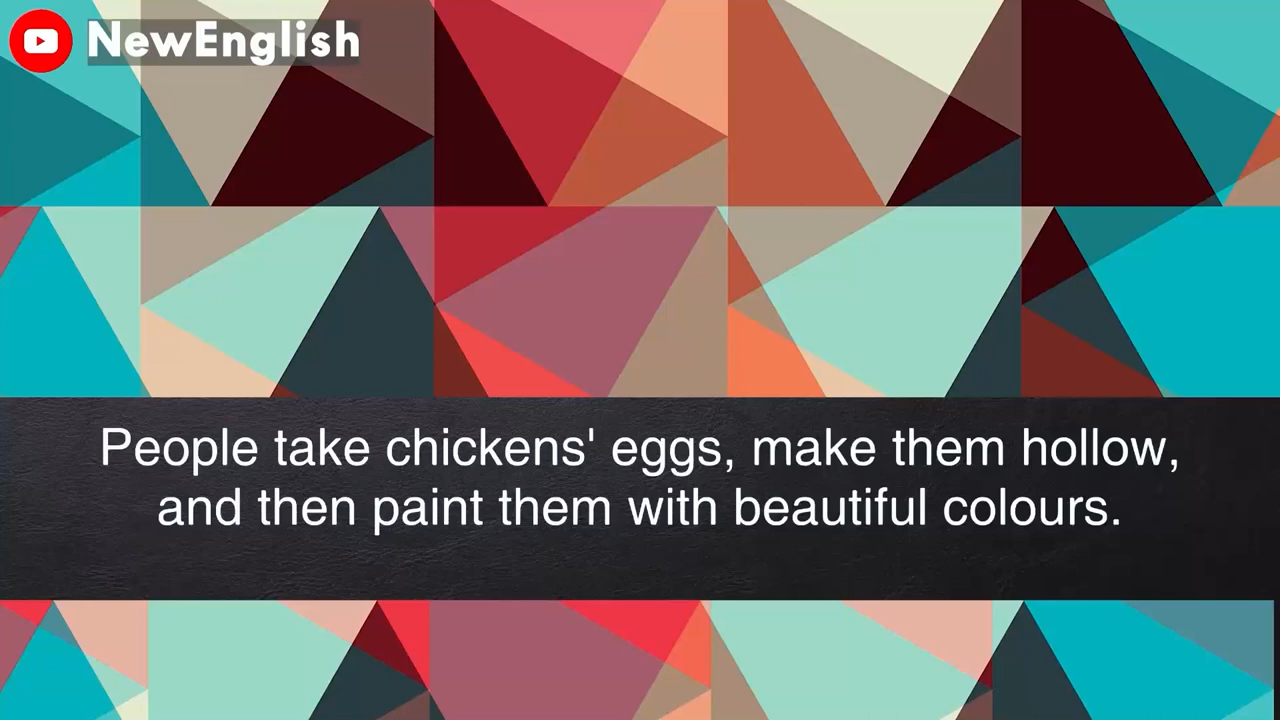 NewEnglish
People take chickens' eggs, make them hollow,
and then paint them with beautiful colours.